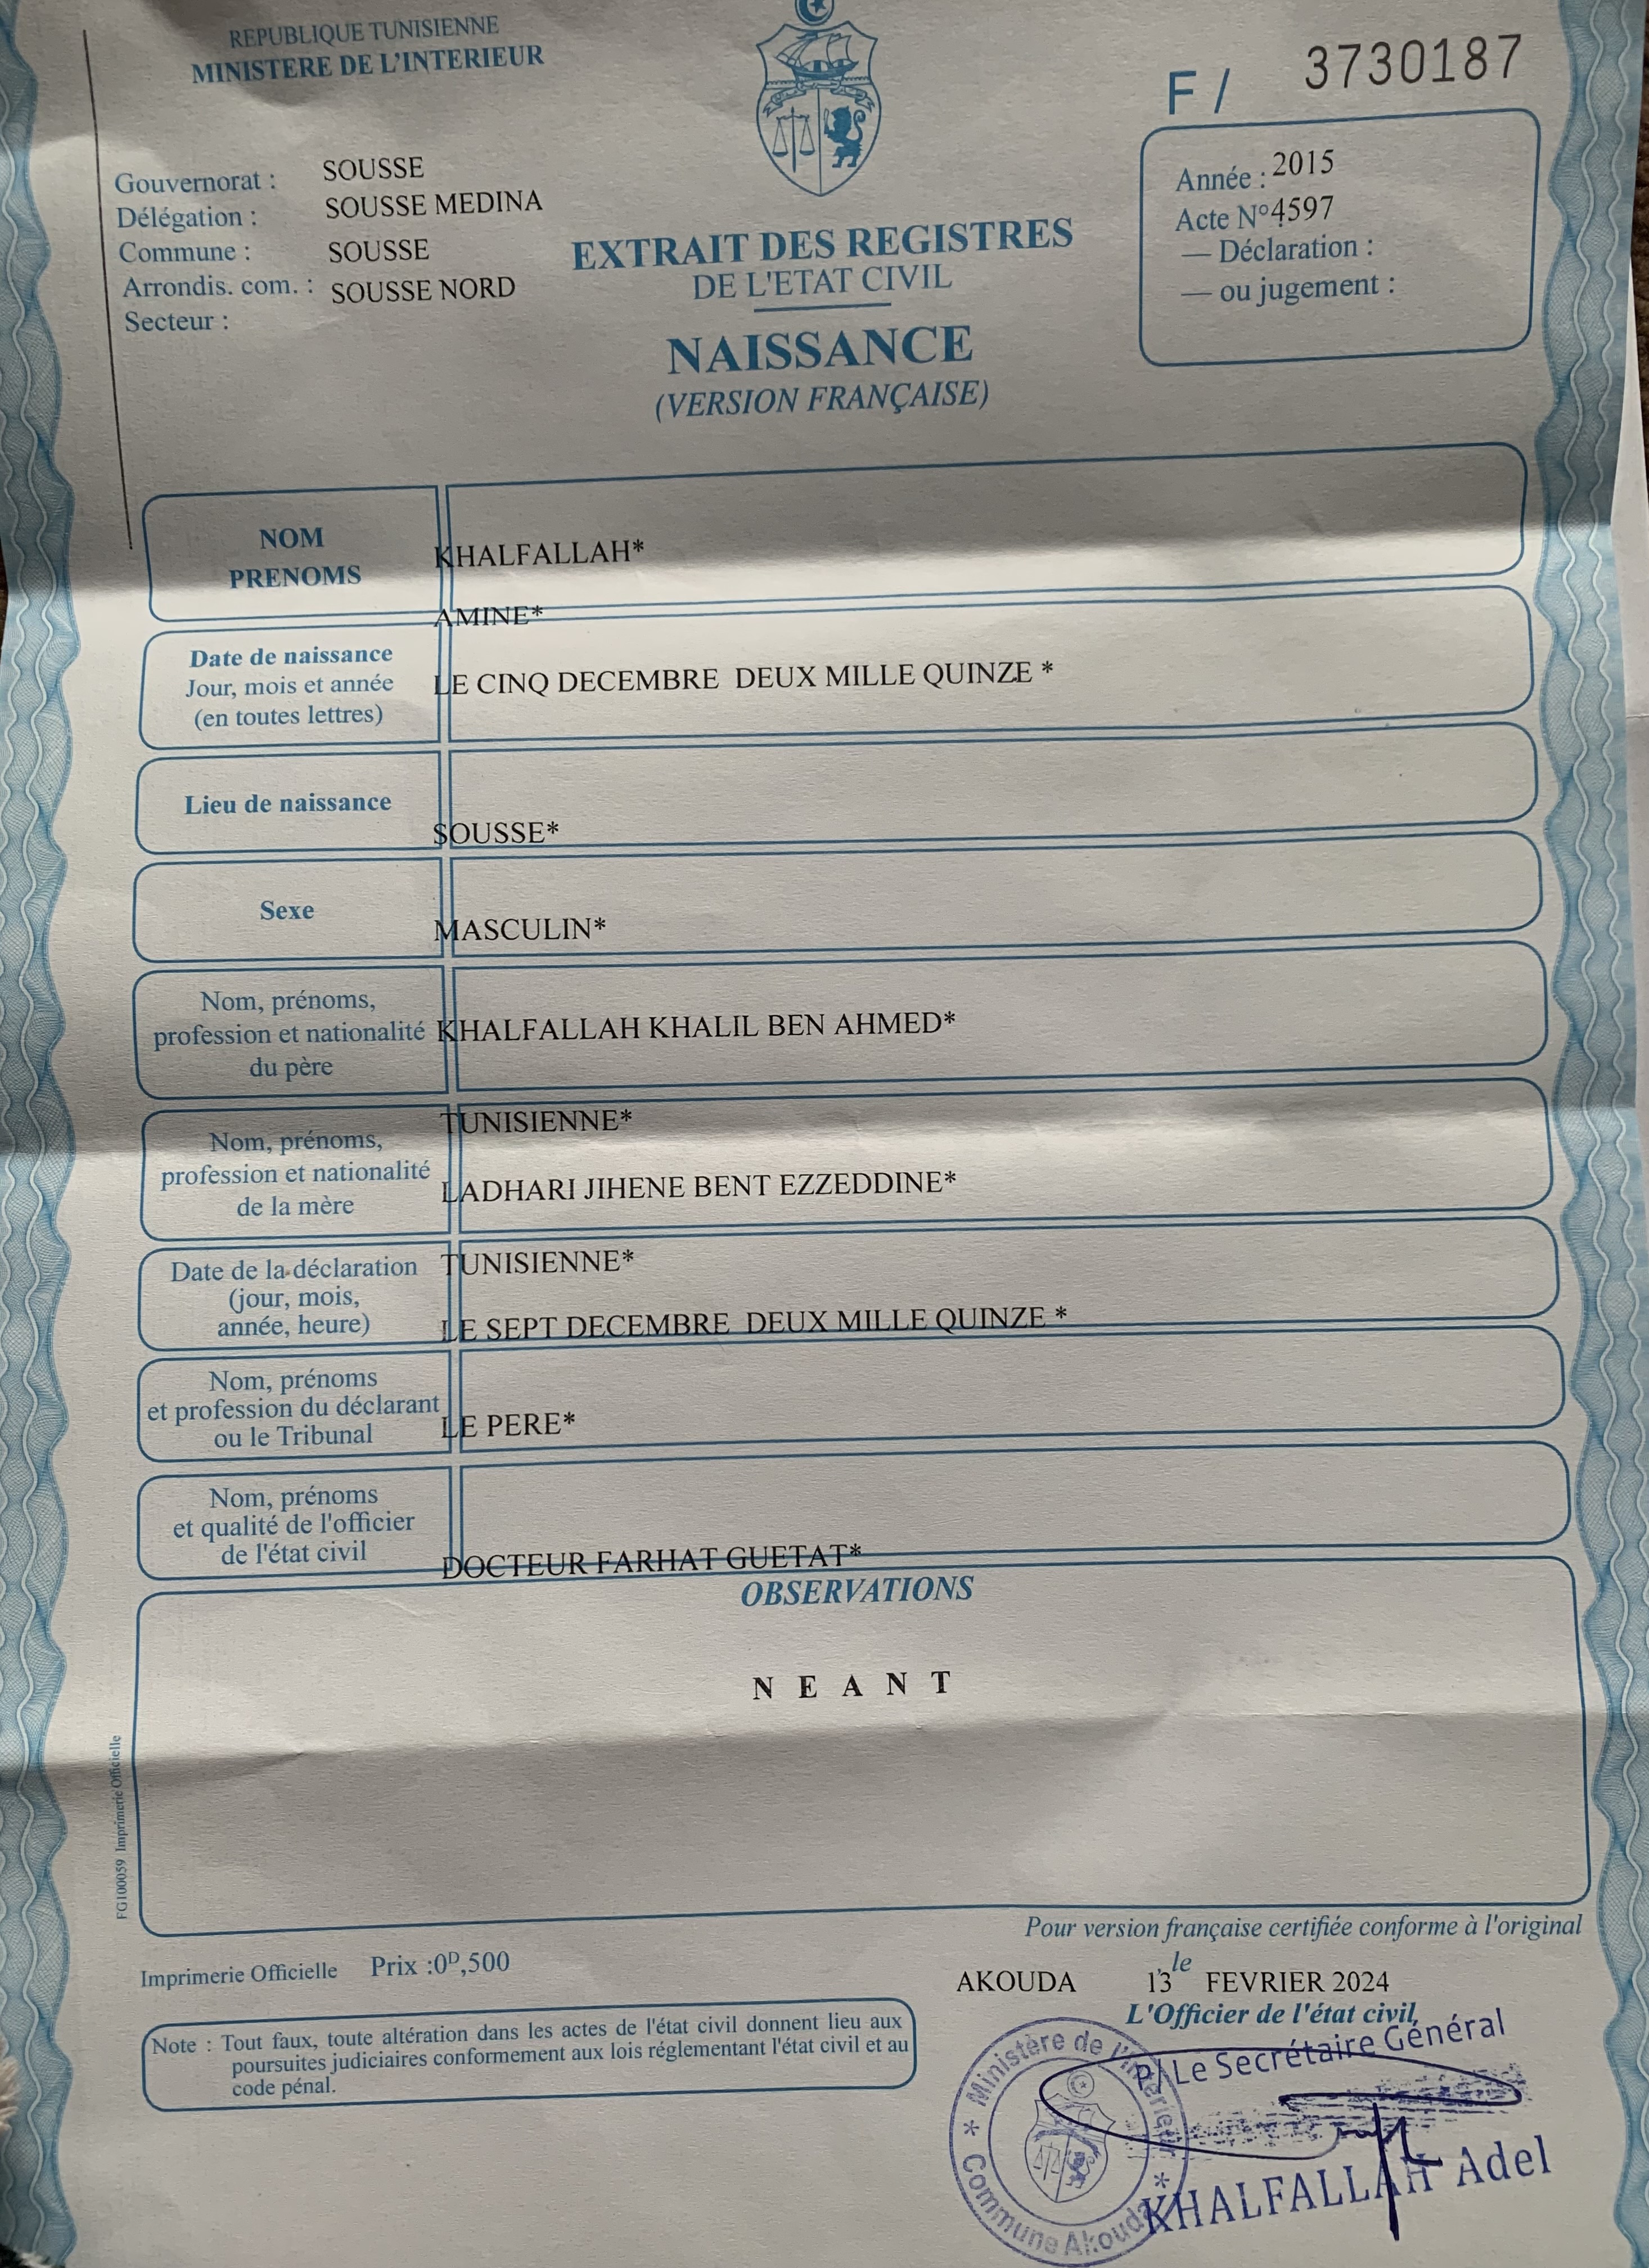 REPUBLIQUE TUNISIENNE
MINISTERE DE L'INTERIEUR
F / 3730187
Gouvernorat : SOUSSE
Délégation : SOUSSE MEDINA
Commune : SOUSSE
Arrondis. com. : SOUSSE NORD
Secteur :
EXTRAIT DES REGISTRES
DE L'ETAT CIVIL
NAISSANCE
(VERSION FRANÇAISE)
Année : 2015
Acte N° 4597
— Déclaration :
— ou jugement :
NOM
PRENOMS
KHALFALLAH*
AMINE*
Date de naissance
Jour, mois et année
(en toutes lettres)
LE CINQ DECEMBRE DEUX MILLE QUINZE *
Lieu de naissance
SOUSSE*
Sexe
MASCULIN*
Nom, prénoms,
profession et nationalité
du père
KHALFALLAH KHALIL BEN AHMED*
TUNISIENNE*
Nom, prénoms,
profession et nationalité
de la mère
LADHARI JIHENE BENT EZZEDDINE*
TUNISIENNE*
Date de la déclaration
(jour, mois,
année, heure)
LE SEPT DECEMBRE DEUX MILLE QUINZE *
Nom, prénoms
et profession du déclarant
ou le Tribunal
LE PERE*
Nom, prénoms
et qualité de l'officier
de l'état civil
DOCTEUR FARHAT GUETAT*
OBSERVATIONS
N E A N T
FG100059 Imprimerie Officielle
Pour version française certifiée conforme à l'original
Imprimerie Officielle Prix :0D,500
AKOUDA le 13 FEVRIER 2024
L'Officier de l'état civil,
Note : Tout faux, toute altération dans les actes de l'état civil donnent lieu aux
poursuites judiciaires conformement aux lois réglementant l'état civil et au
code pénal.
P/ Le Secrétaire Général
KHALFALLAH Adel
* Ministère de l'Intérieur *
Commune Akouda